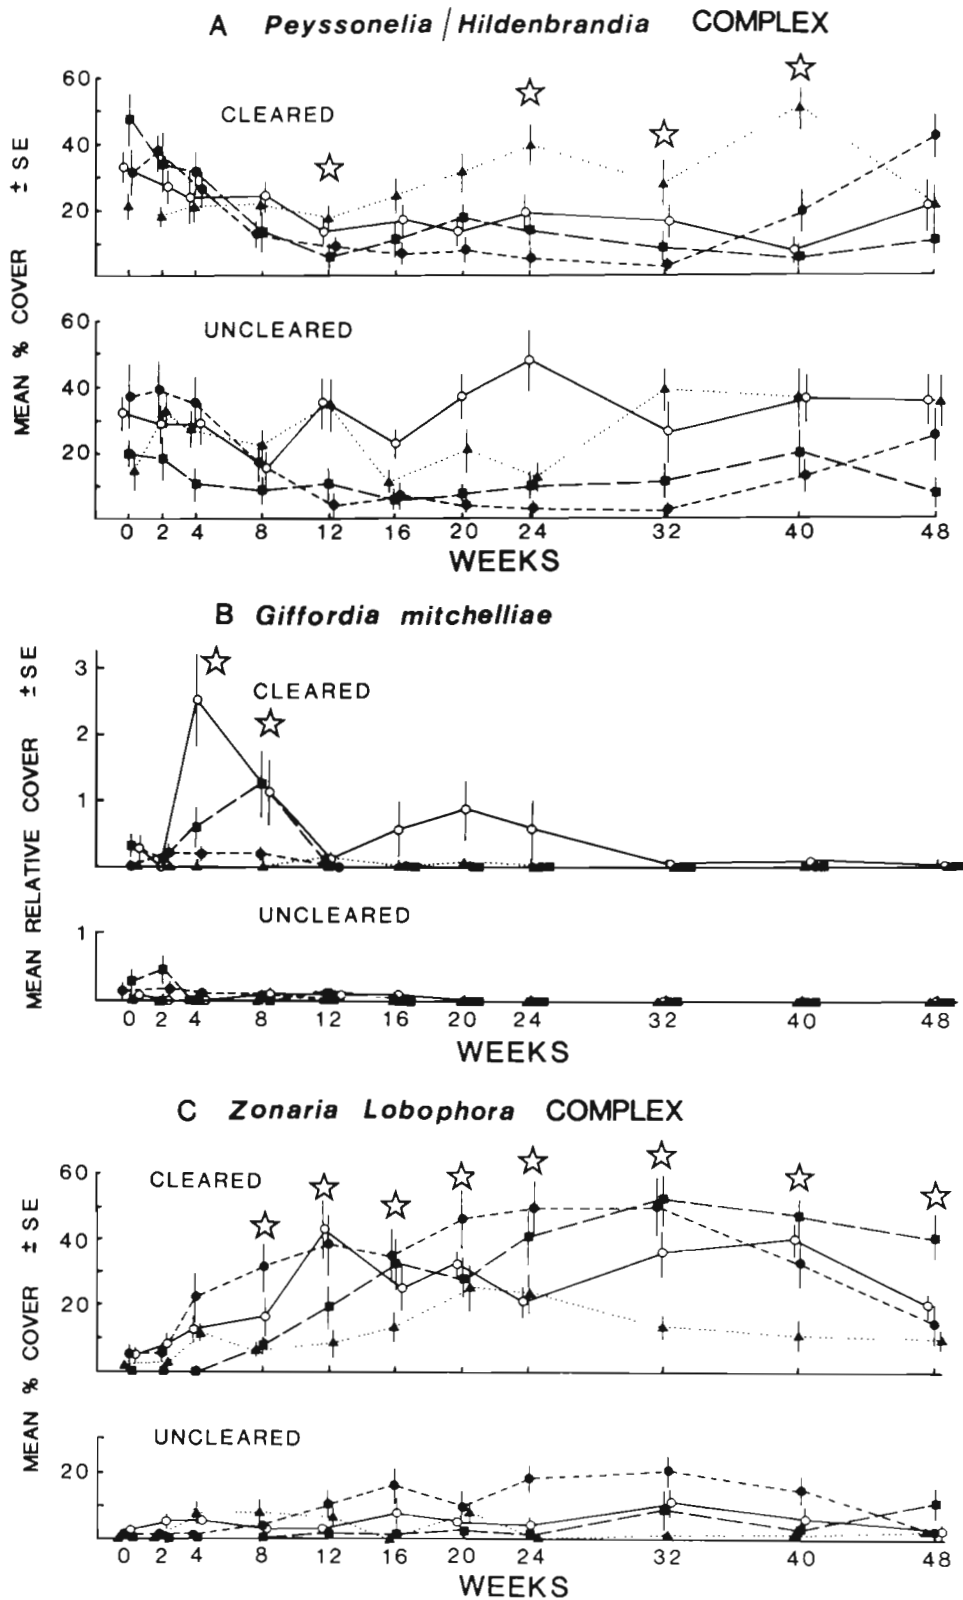 A Peyssonelia / Hildenbrandia COMPLEX
MEAN % COVER ± SE
60
40
20
CLEARED
60
40
20
UNCLEARED
0 2 4 8 12 16 20 24 32 40 48
WEEKS
B Giffordia mitchelliae
MEAN RELATIVE COVER ± SE
3
2
1
CLEARED
1
UNCLEARED
0 2 4 8 12 16 20 24 32 40 48
WEEKS
C Zonaria Lobophora COMPLEX
MEAN % COVER ± SE
60
40
20
CLEARED
20
UNCLEARED
0 2 4 8 12 16 20 24 32 40 48
WEEKS